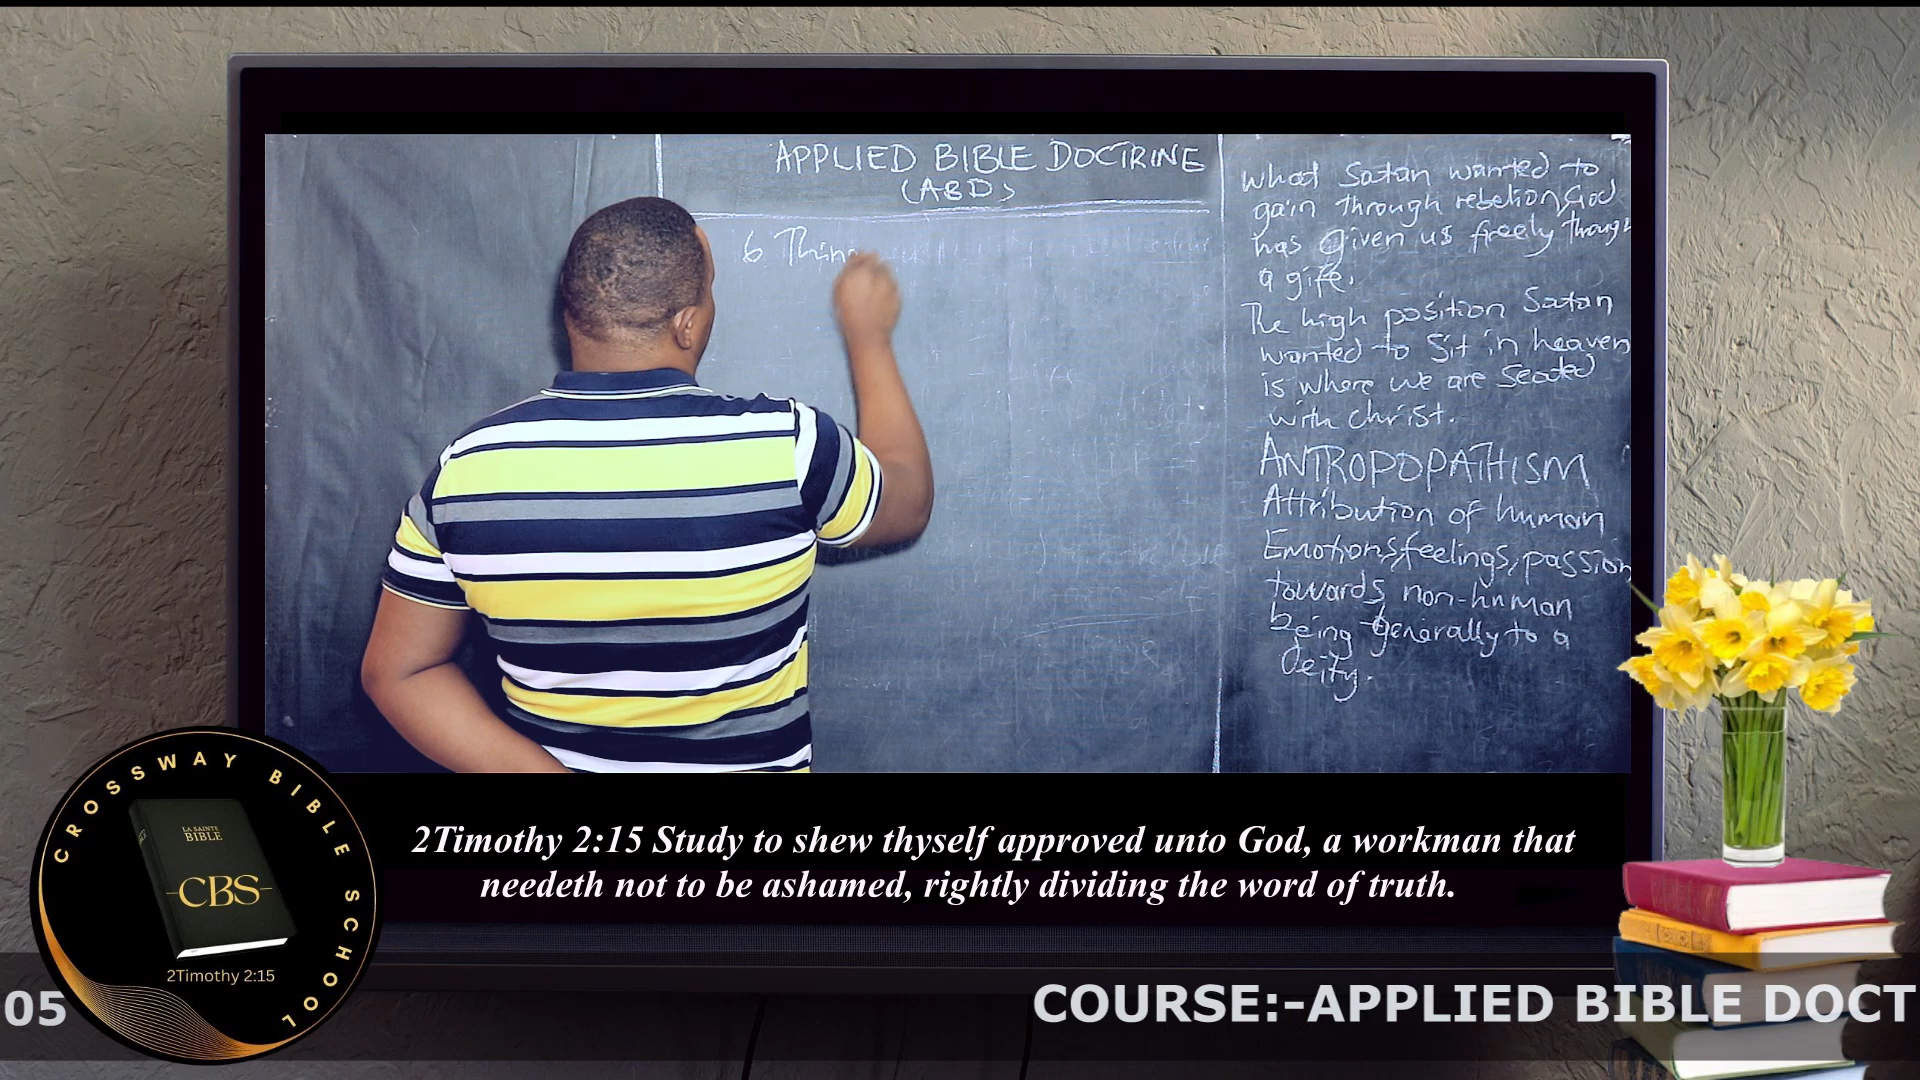 APPLIED BIBLE DOCTRINE
(ABD)
6 Thing
What Satan wanted to
gain through rebelion, God
has given us freely through
a gife.
The high position Satan
wanted to Sit in heaven
is where we are Seated
with Christ.
ANTROPOPATHISM
Attribution of human
Emotions, feelings, passion
towards non-human
being generally to a
Deity.
CROSSWAY BIBLE SCHOOL
LA SAINTE
BIBLE
CBS
2Timothy 2:15
2Timothy 2:15 Study to shew thyself approved unto God, a workman that
needeth not to be ashamed, rightly dividing the word of truth.
05
COURSE:-APPLIED BIBLE DOCT